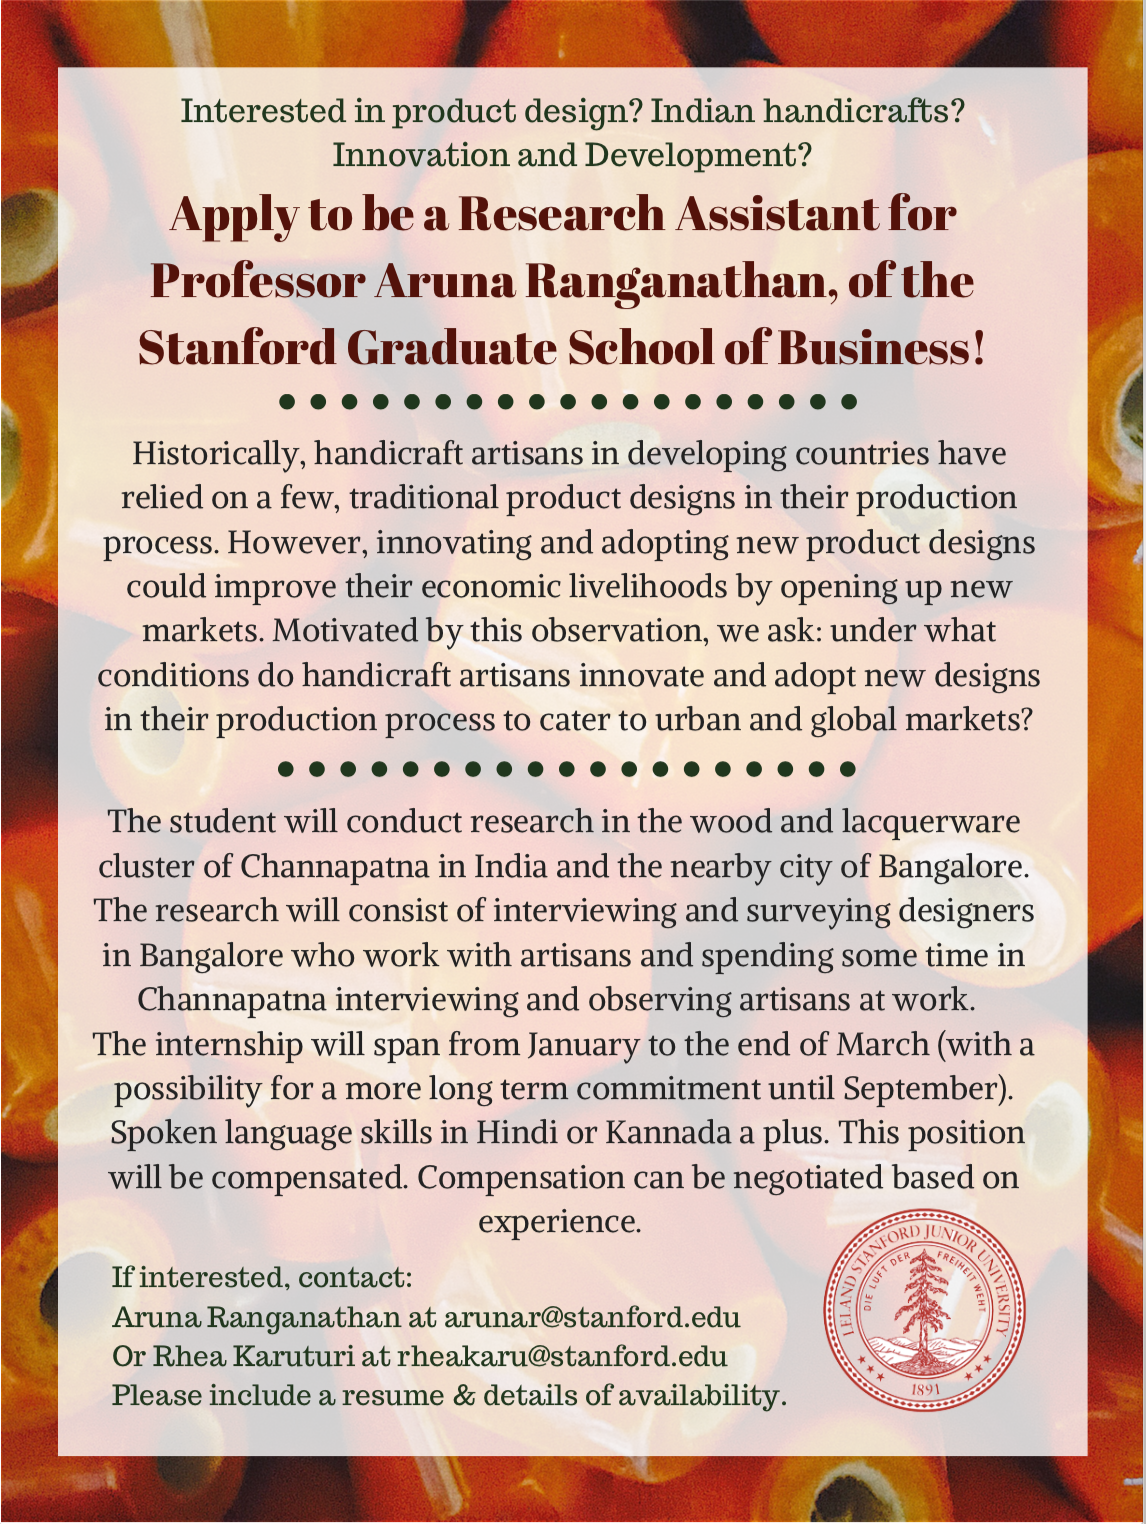 Interested in product design? Indian handicrafts?
Innovation and Development?
Apply to be a Research Assistant for
Professor Aruna Ranganathan, of the
Stanford Graduate School of Business!
Historically, handicraft artisans in developing countries have
relied on a few, traditional product designs in their production
process. However, innovating and adopting new product designs
could improve their economic livelihoods by opening up new
markets. Motivated by this observation, we ask: under what
conditions do handicraft artisans innovate and adopt new designs
in their production process to cater to urban and global markets?
The student will conduct research in the wood and lacquerware
cluster of Channapatna in India and the nearby city of Bangalore.
The research will consist of interviewing and surveying designers
in Bangalore who work with artisans and spending some time in
Channapatna interviewing and observing artisans at work.
The internship will span from January to the end of March (with a
possibility for a more long term commitment until September).
Spoken language skills in Hindi or Kannada a plus. This position
will be compensated. Compensation can be negotiated based on
experience.
If interested, contact:
Aruna Ranganathan at arunar@stanford.edu
Or Rhea Karuturi at rheakaru@stanford.edu
Please include a resume & details of availability.
LELAND STANFORD JUNIOR UNIVERSITY
DIE LUFT DER FREIHEIT WEHT
1891